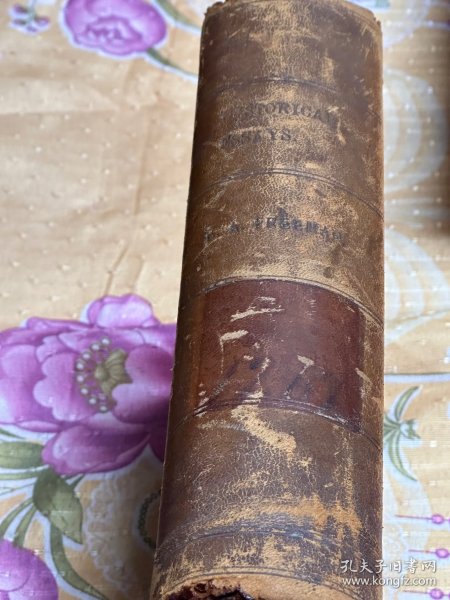 HISTORICAL
ESSAYS.
E. A. FREEMAN.
孔夫子旧书网
www.kongfz.com